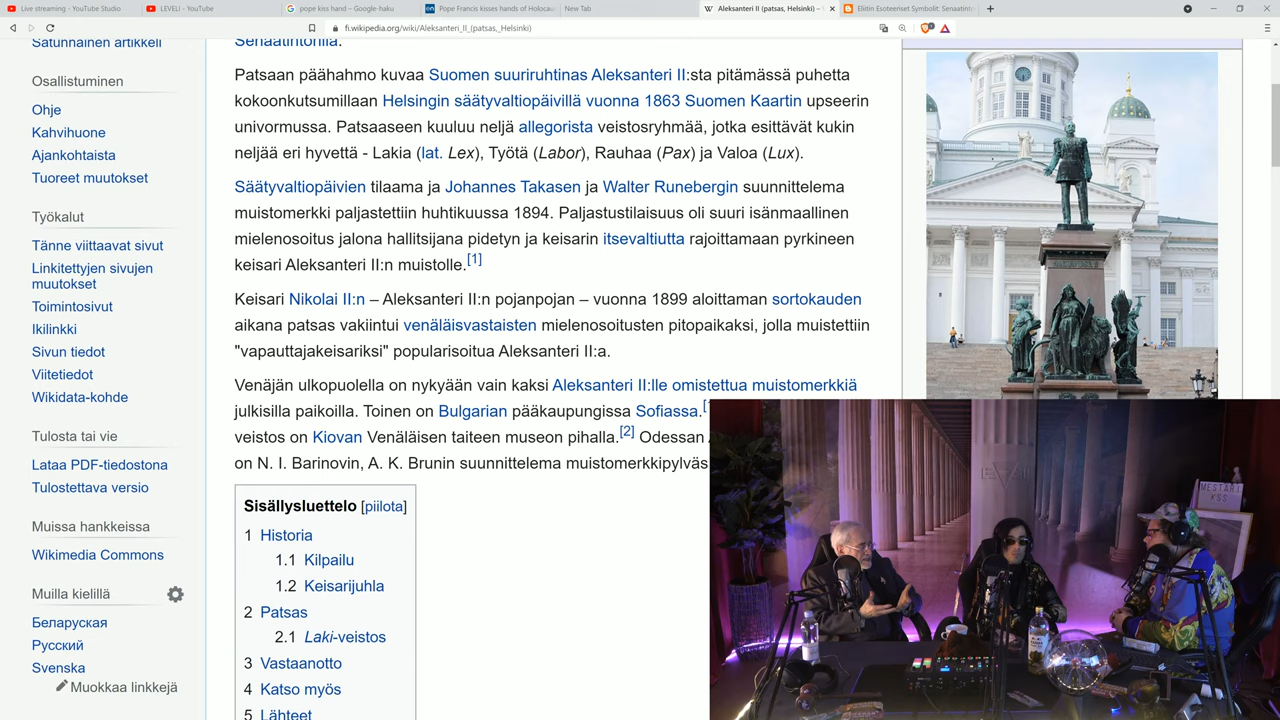 Live streaming - YouTube Studio
LEVELI - YouTube
pope kiss hand – Google-haku
Pope Francis kisses hands of Holocau
New Tab
Aleksanteri II (patsas, Helsinki) –
Eliitin Esoteeriset Symbolit: Senaatint
fi.wikipedia.org/wiki/Aleksanteri_II_(patsas,_Helsinki)
Satunnainen artikkeli
Osallistuminen
Ohje
Kahvihuone
Ajankohtaista
Tuoreet muutokset
Työkalut
Tänne viittaavat sivut
Linkitettyjen sivujen
muutokset
Toimintosivut
Ikilinkki
Sivun tiedot
Viitetiedot
Wikidata-kohde
Tulosta tai vie
Lataa PDF-tiedostona
Tulostettava versio
Muissa hankkeissa
Wikimedia Commons
Muilla kielillä
Беларуская
Русский
Svenska
Muokkaa linkkejä
Senaatintorilla.
Patsaan päähahmo kuvaa Suomen suuriruhtinas Aleksanteri II:sta pitämässä puhetta
kokoonkutsumillaan Helsingin säätyvaltiopäivillä vuonna 1863 Suomen Kaartin upseerin
univormussa. Patsaaseen kuuluu neljä allegorista veistosryhmää, jotka esittävät kukin
neljää eri hyvettä - Lakia (lat. Lex), Työtä (Labor), Rauhaa (Pax) ja Valoa (Lux).
Säätyvaltiopäivien tilaama ja Johannes Takasen ja Walter Runebergin suunnittelema
muistomerkki paljastettiin huhtikuussa 1894. Paljastustilaisuus oli suuri isänmaallinen
mielenosoitus jalona hallitsijana pidetyn ja keisarin itsevaltiutta rajoittamaan pyrkineen
keisari Aleksanteri II:n muistolle.[1]
Keisari Nikolai II:n – Aleksanteri II:n pojanpojan – vuonna 1899 aloittaman sortokauden
aikana patsas vakiintui venäläisvastaisten mielenosoitusten pitopaikaksi, jolla muistettiin
"vapauttajakeisariksi" popularisoitua Aleksanteri II:a.
Venäjän ulkopuolella on nykyään vain kaksi Aleksanteri II:lle omistettua muistomerkkiä
julkisilla paikoilla. Toinen on Bulgarian pääkaupungissa Sofiassa.
veistos on Kiovan Venäläisen taiteen museon pihalla.[2] Odessan
on N. I. Barinovin, A. K. Brunin suunnittelema muistomerkkipylväs
Sisällysluettelo [piilota]
1 Historia
1.1 Kilpailu
1.2 Keisarijuhla
2 Patsas
2.1 Laki-veistos
3 Vastaanotto
4 Katso myös
5 Lähteet
MESTARI
KSS